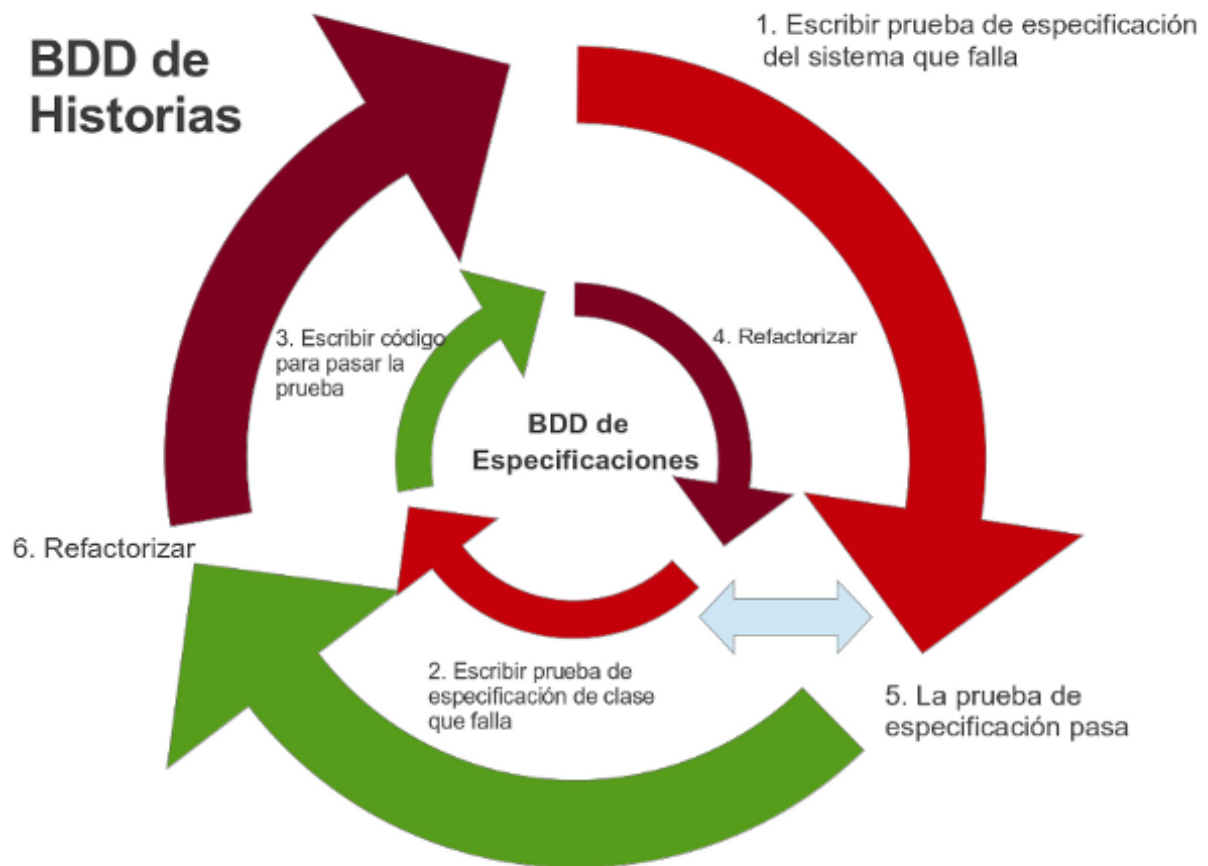 BDD de
Historias
1. Escribir prueba de especificación
del sistema que falla
3. Escribir código
para pasar la
prueba
4. Refactorizar
BDD de
Especificaciones
6. Refactorizar
2. Escribir prueba de
especificación de clase
que falla
5. La prueba de
especificación pasa